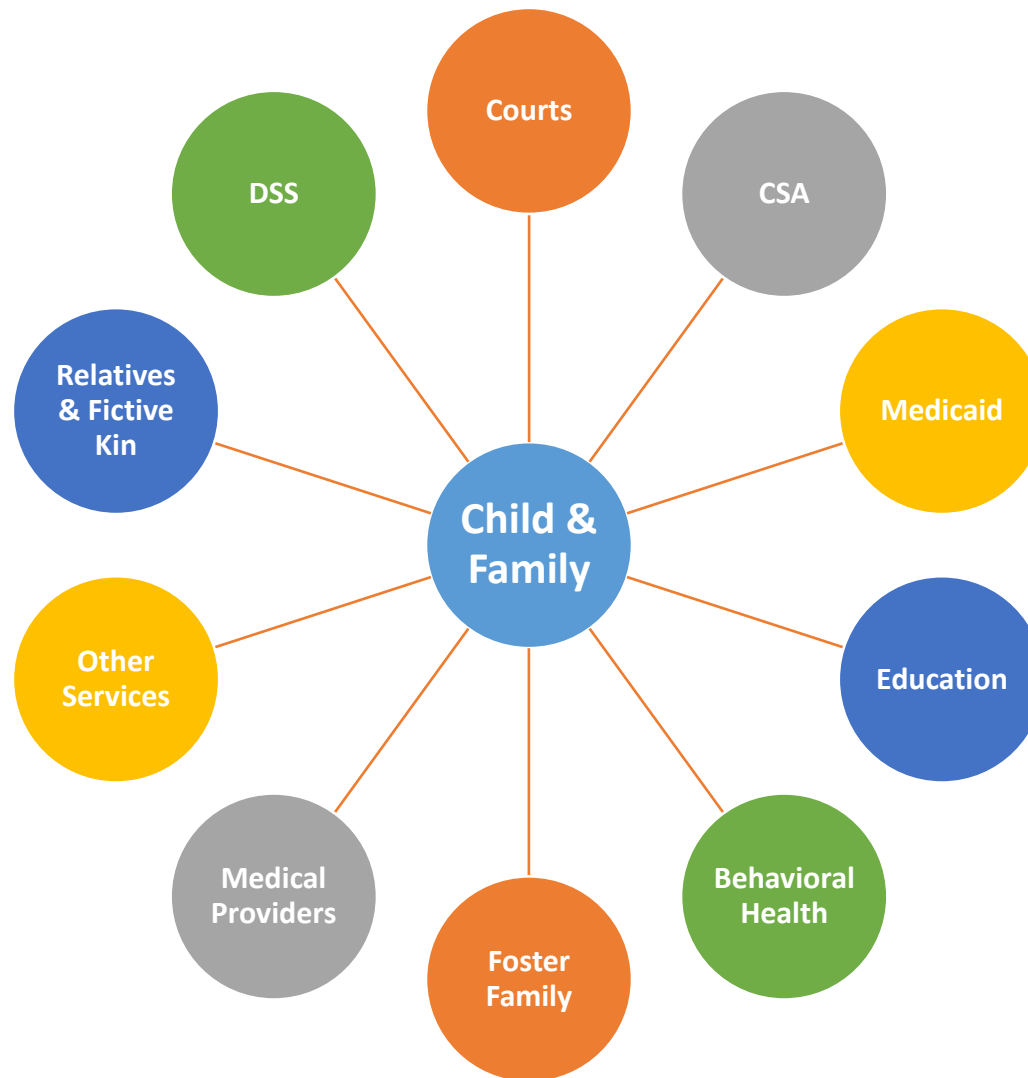 Courts
DSS
CSA
Relatives
& Fictive
Kin
Medicaid
Child &
Family
Other
Services
Education
Medical
Providers
Behavioral
Health
Foster
Family